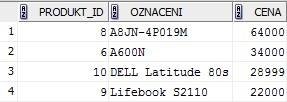 PRODUKT_ID OZNACENI CENA
1 8 A8JN-4P019M 64000
2 6 A600N 34000
3 10 DELL Latitude 80s 28999
4 9 Lifebook S2110 22000